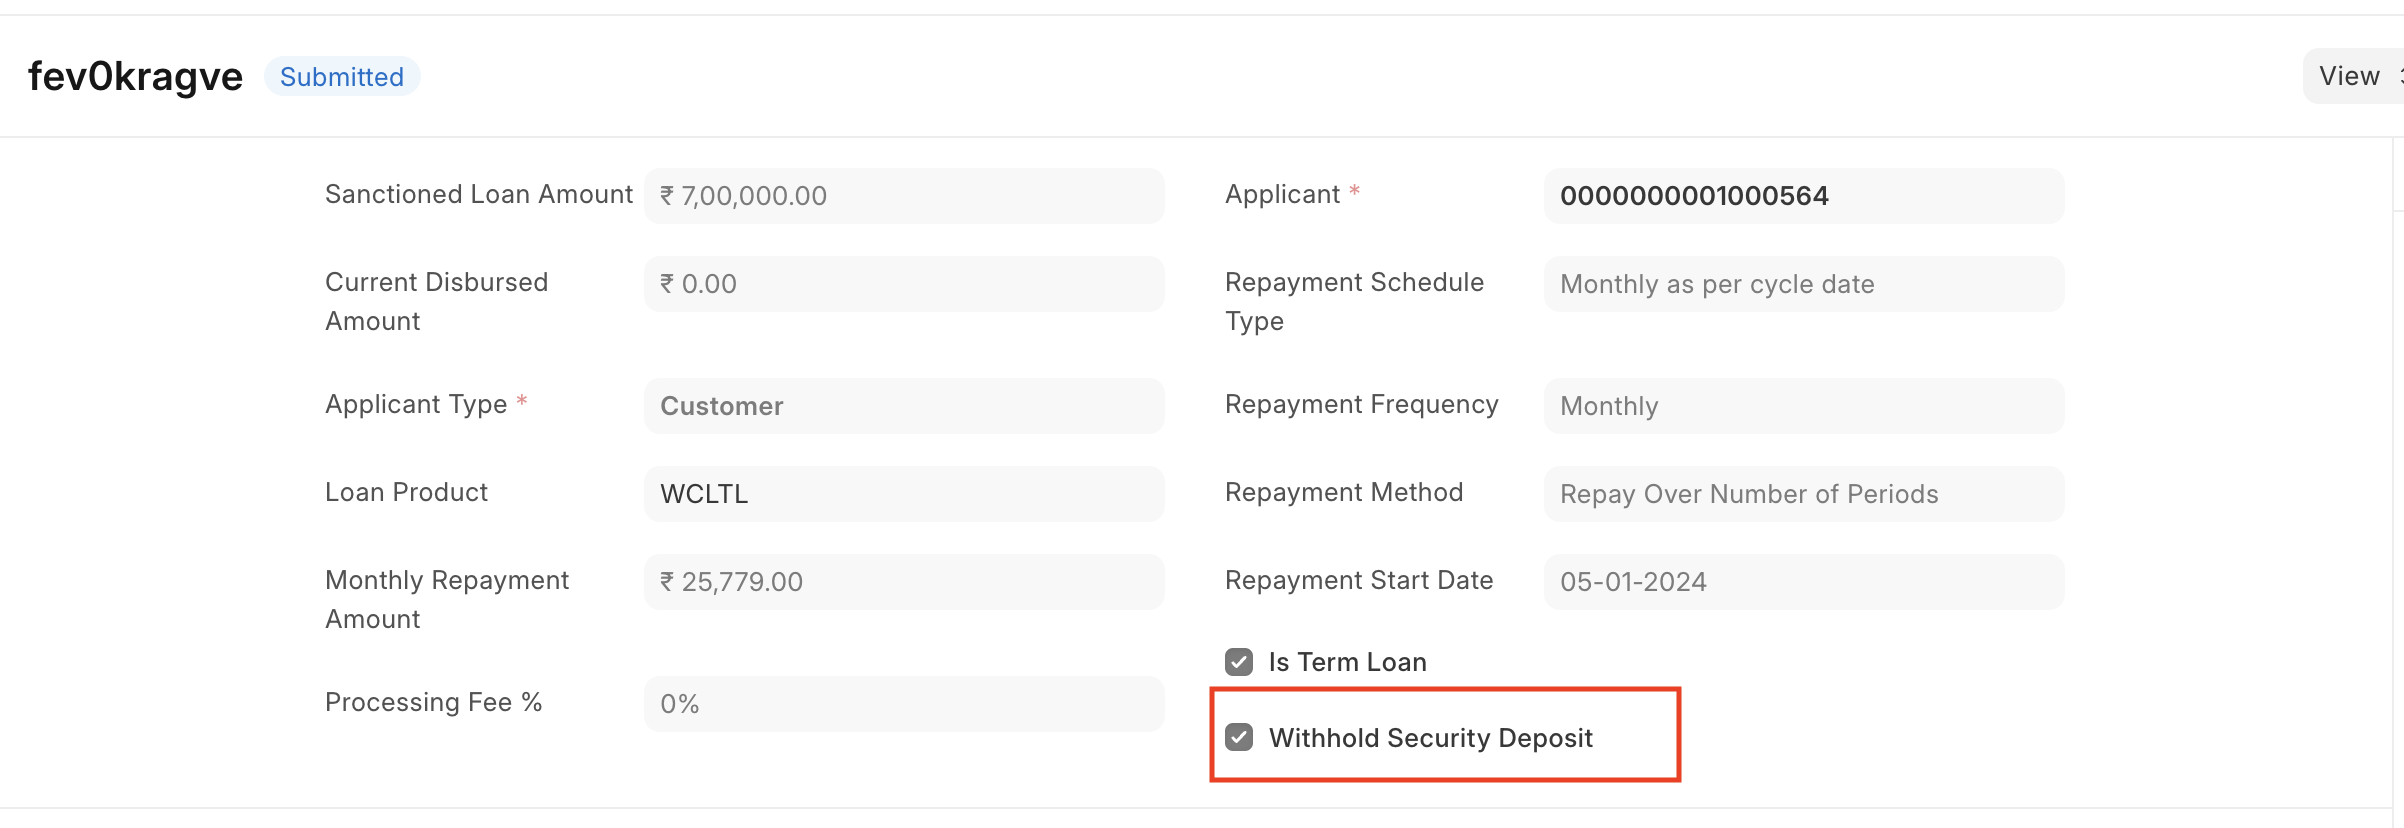 fev0kragve Submitted View
Sanctioned Loan Amount ₹ 7,00,000.00
Applicant * 0000000001000564
Current Disbursed
Amount
₹ 0.00
Repayment Schedule
Type
Monthly as per cycle date
Applicant Type * Customer
Repayment Frequency Monthly
Loan Product WCLTL
Repayment Method Repay Over Number of Periods
Monthly Repayment
Amount
₹ 25,779.00
Repayment Start Date 05-01-2024
Is Term Loan
Processing Fee % 0%
Withhold Security Deposit